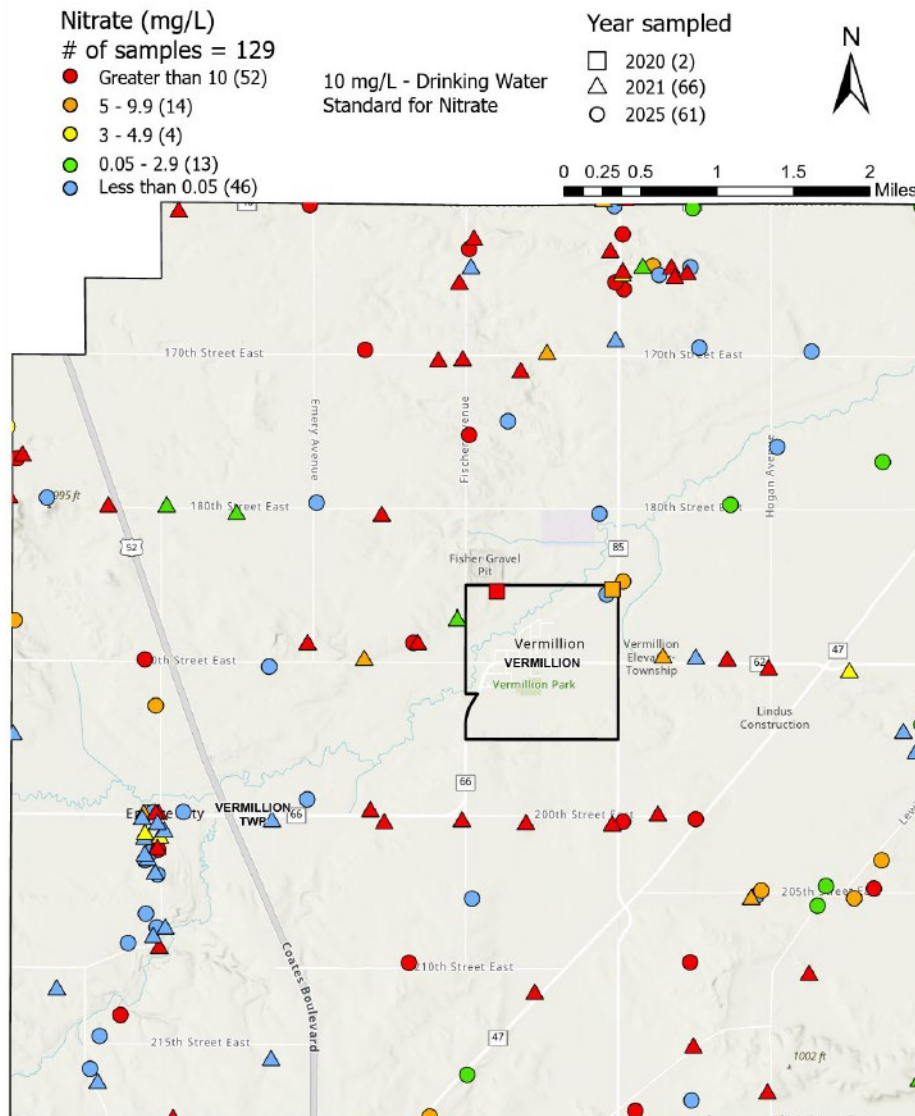 Nitrate (mg/L)
# of samples = 129
Greater than 10 (52)
5 - 9.9 (14)
3 - 4.9 (4)
0.05 - 2.9 (13)
Less than 0.05 (46)
10 mg/L - Drinking Water
Standard for Nitrate
Year sampled
2020 (2)
2021 (66)
2025 (61)
N
0 0.25 0.5 1 1.5 2
Miles
170th Street East
170th Street East
Emery Avenue
Hogan Avenue
995 ft
180th Street East
180th Street East
52
85
Fisher Gravel
Pit
Vermillion
VERMILLION
Vermillion Park
Vermillion
Township
62
47
Lindus
Construction
66
VERMILLION
TWP
66
200th Street East
205th Street East
210th Street East
Coates Boulevard
47
215th Street East
1002 ft